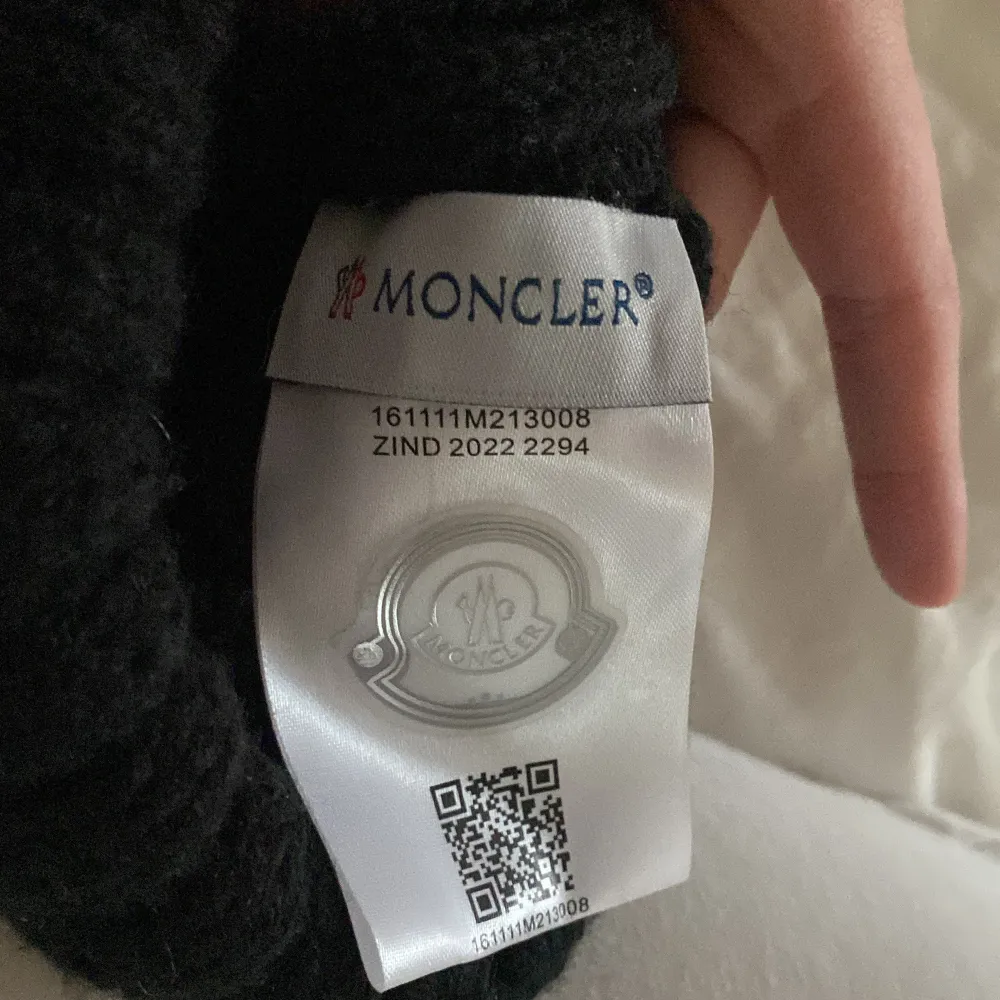 MONCLER®
161111M213008
ZIND 2022 2294
MONCLER
161111M213008